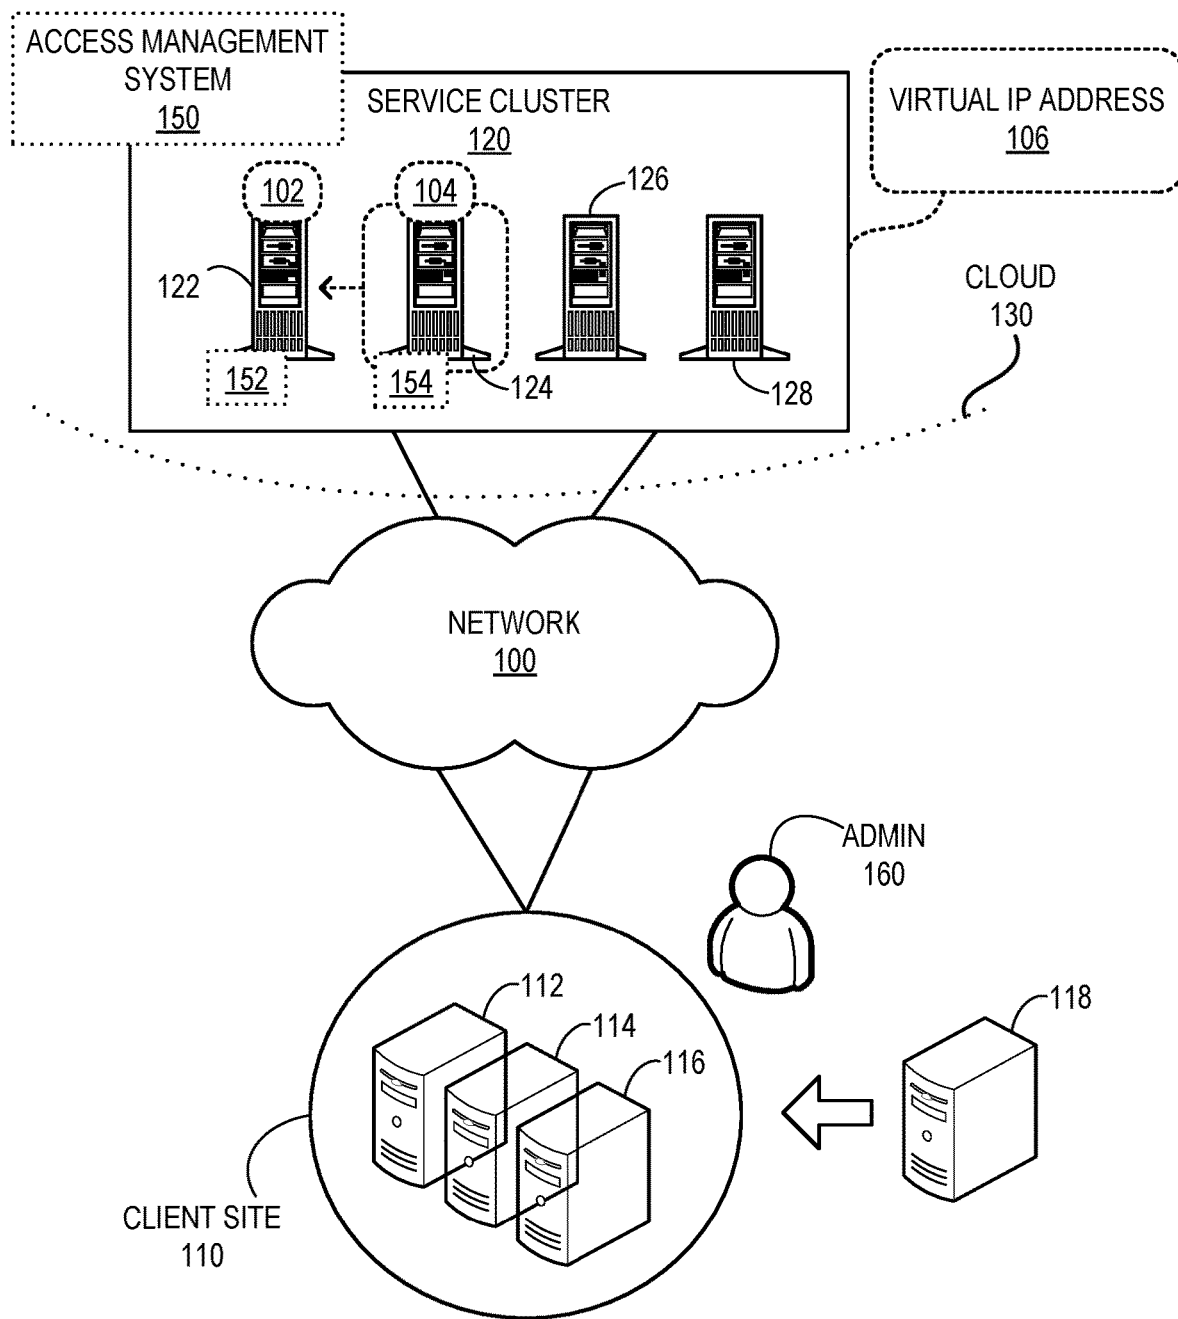 ACCESS MANAGEMENT
SYSTEM
150
SERVICE CLUSTER
120
VIRTUAL IP ADDRESS
106
102
104
126
122
152
154
124
128
CLOUD
130
NETWORK
100
ADMIN
160
112
114
116
118
CLIENT SITE
110